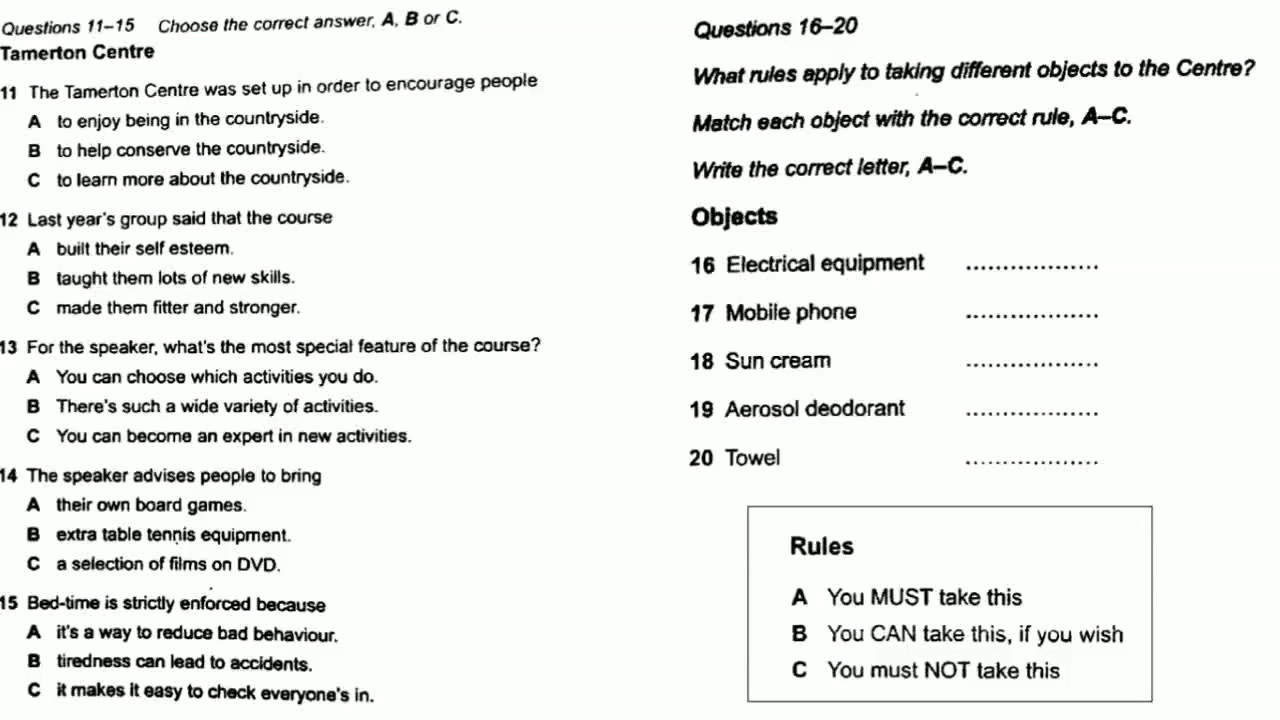 Questions 11–15 Choose the correct answer, A, B or C.
Tamerton Centre
11 The Tamerton Centre was set up in order to encourage people
A to enjoy being in the countryside.
B to help conserve the countryside.
C to learn more about the countryside.
12 Last year's group said that the course
A built their self esteem.
B taught them lots of new skills.
C made them fitter and stronger.
13 For the speaker, what's the most special feature of the course?
A You can choose which activities you do.
B There's such a wide variety of activities.
C You can become an expert in new activities.
14 The speaker advises people to bring
A their own board games.
B extra table tennis equipment.
C a selection of films on DVD.
15 Bed-time is strictly enforced because
A it's a way to reduce bad behaviour.
B tiredness can lead to accidents.
C it makes it easy to check everyone's in.
Questions 16–20
What rules apply to taking different objects to the Centre?
Match each object with the correct rule, A–C.
Write the correct letter, A–C.
Objects
16 Electrical equipment ..................
17 Mobile phone ..................
18 Sun cream ..................
19 Aerosol deodorant ..................
20 Towel ..................
Rules
A You MUST take this
B You CAN take this, if you wish
C You must NOT take this